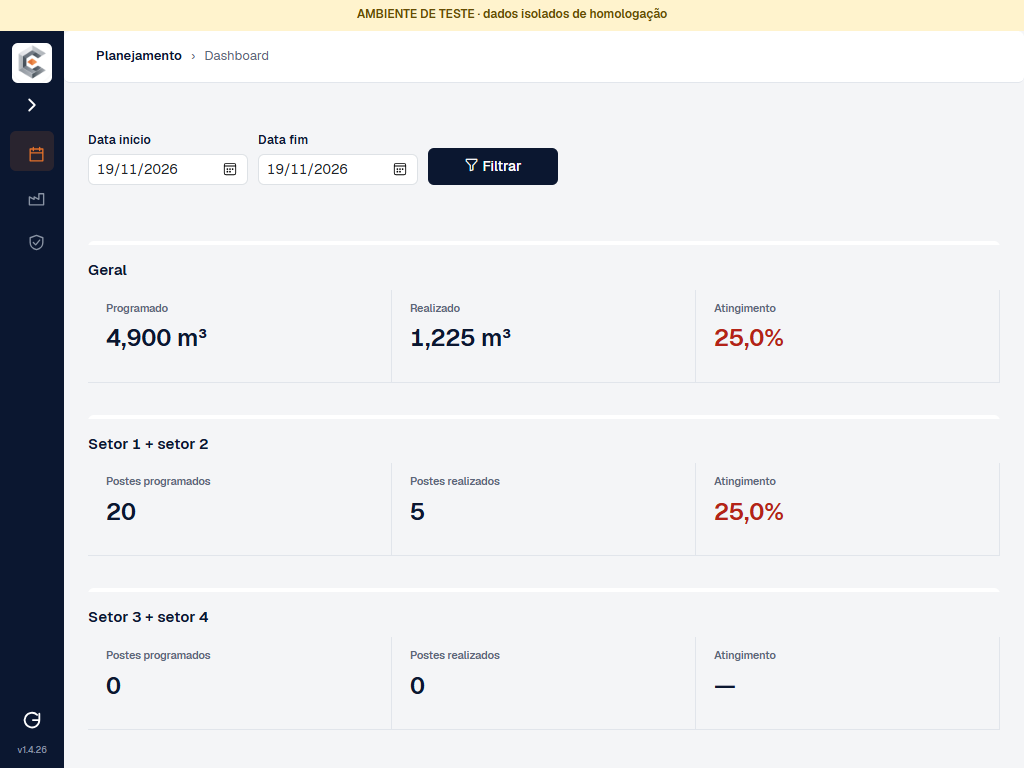 AMBIENTE DE TESTE · dados isolados de homologação
Planejamento › Dashboard
Data início Data fim
19/11/2026 19/11/2026 Filtrar
Geral
Programado Realizado Atingimento
4,900 m³ 1,225 m³ 25,0%
Setor 1 + setor 2
Postes programados Postes realizados Atingimento
20 5 25,0%
Setor 3 + setor 4
Postes programados Postes realizados Atingimento
0 0 —
v1.4.26